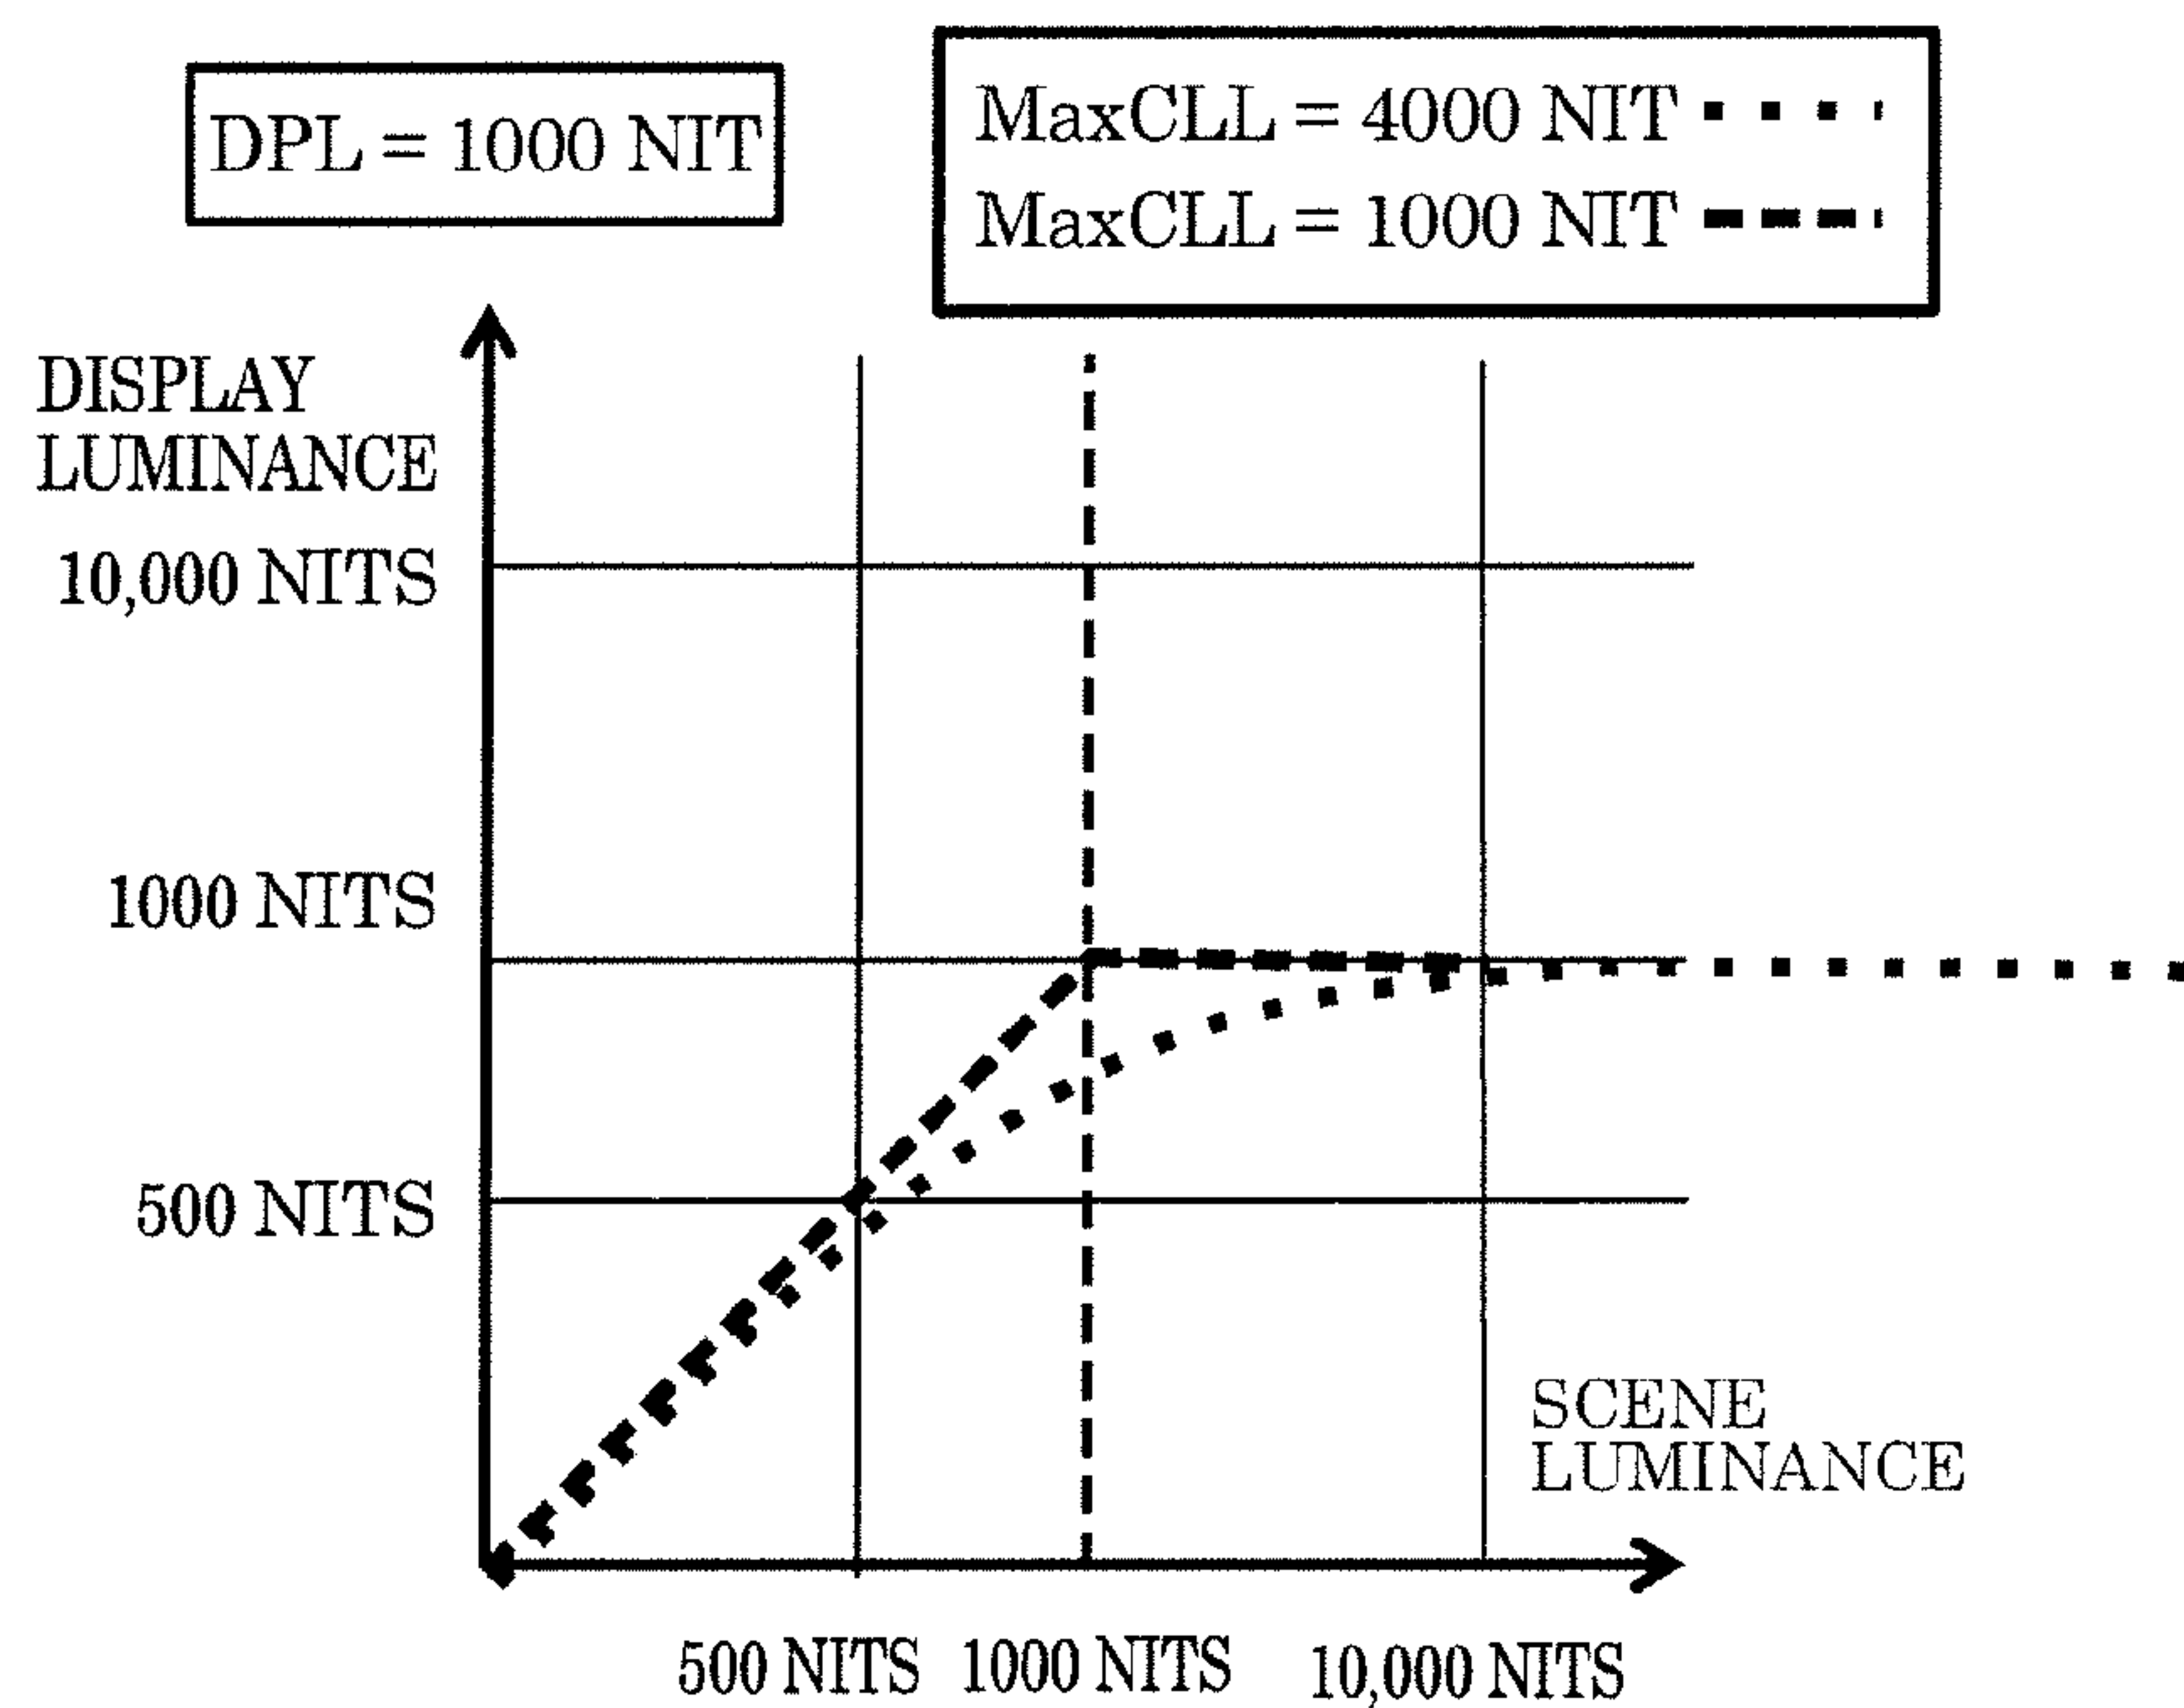 DPL = 1000 NIT
MaxCLL = 4000 NIT
MaxCLL = 1000 NIT
DISPLAY
LUMINANCE
10,000 NITS
1000 NITS
500 NITS
SCENE
LUMINANCE
500 NITS
1000 NITS
10,000 NITS